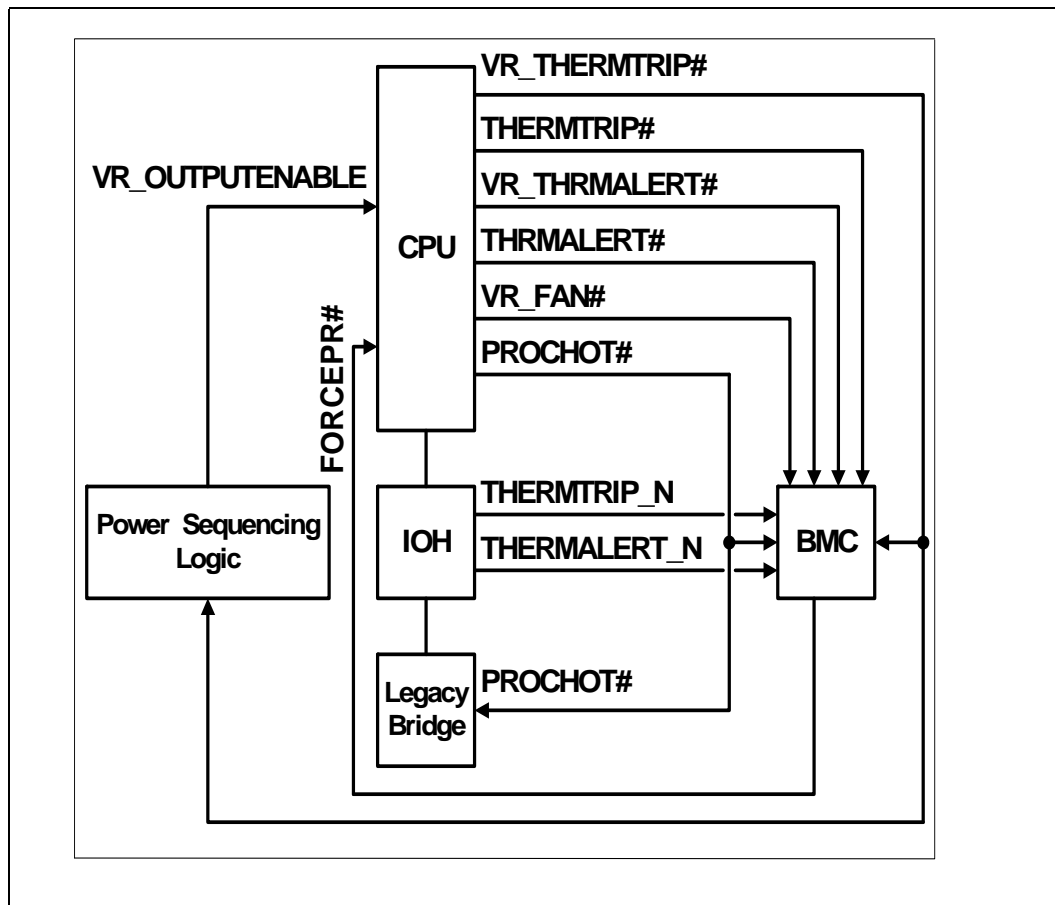 VR_THERMTRIP#
THERMTRIP#
VR_OUTPUTENABLE
VR_THRMALERT#
CPU
THRMALERT#
VR_FAN#
FORCEPR#
PROCHOT#
THERMTRIP_N
Power Sequencing
Logic
IOH
BMC
THERMALERT_N
Legacy
Bridge
PROCHOT#